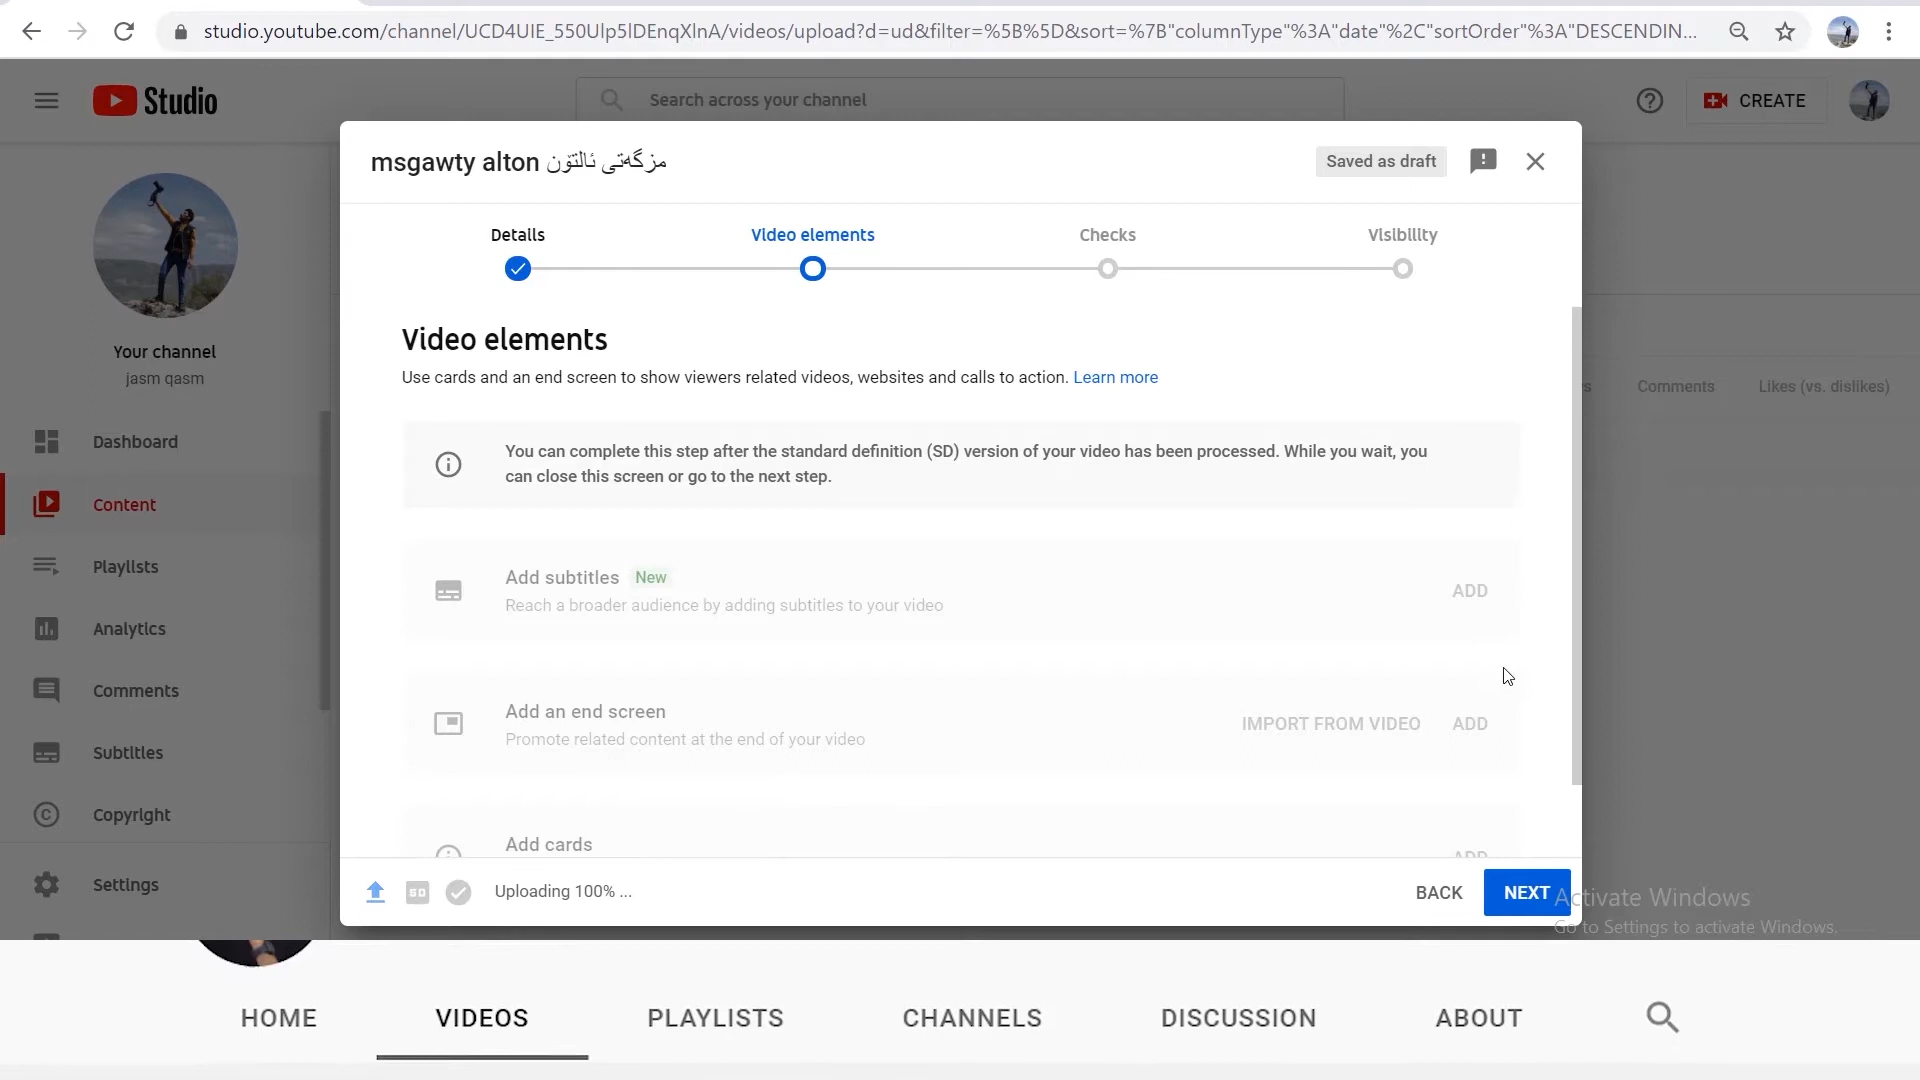 studio.youtube.com/channel/UCD4UIE_550Ulp5lDEnqXlnA/videos/upload?d=ud&filter=%5B%5D&sort=%7B"columnType"%3A"date"%2C"sortOrder"%3A"DESCENDIN...
Studio
Search across your channel
CREATE
msgawty alton مزگەتی ئالتۆن
Saved as draft
Details
Video elements
Checks
Visibility
Your channel
jasm qasm
Video elements
Use cards and an end screen to show viewers related videos, websites and calls to action. Learn more
Comments
Likes (vs. dislikes)
Dashboard
You can complete this step after the standard definition (SD) version of your video has been processed. While you wait, you
can close this screen or go to the next step.
Content
Playlists
Add subtitles New
ADD
Reach a broader audience by adding subtitles to your video
Analytics
Comments
Add an end screen
IMPORT FROM VIDEO
ADD
Promote related content at the end of your video
Subtitles
Copyright
Add cards
ADD
Settings
SD
Uploading 100% ...
BACK
NEXT
Activate Windows
Go to Settings to activate Windows.
HOME
VIDEOS
PLAYLISTS
CHANNELS
DISCUSSION
ABOUT